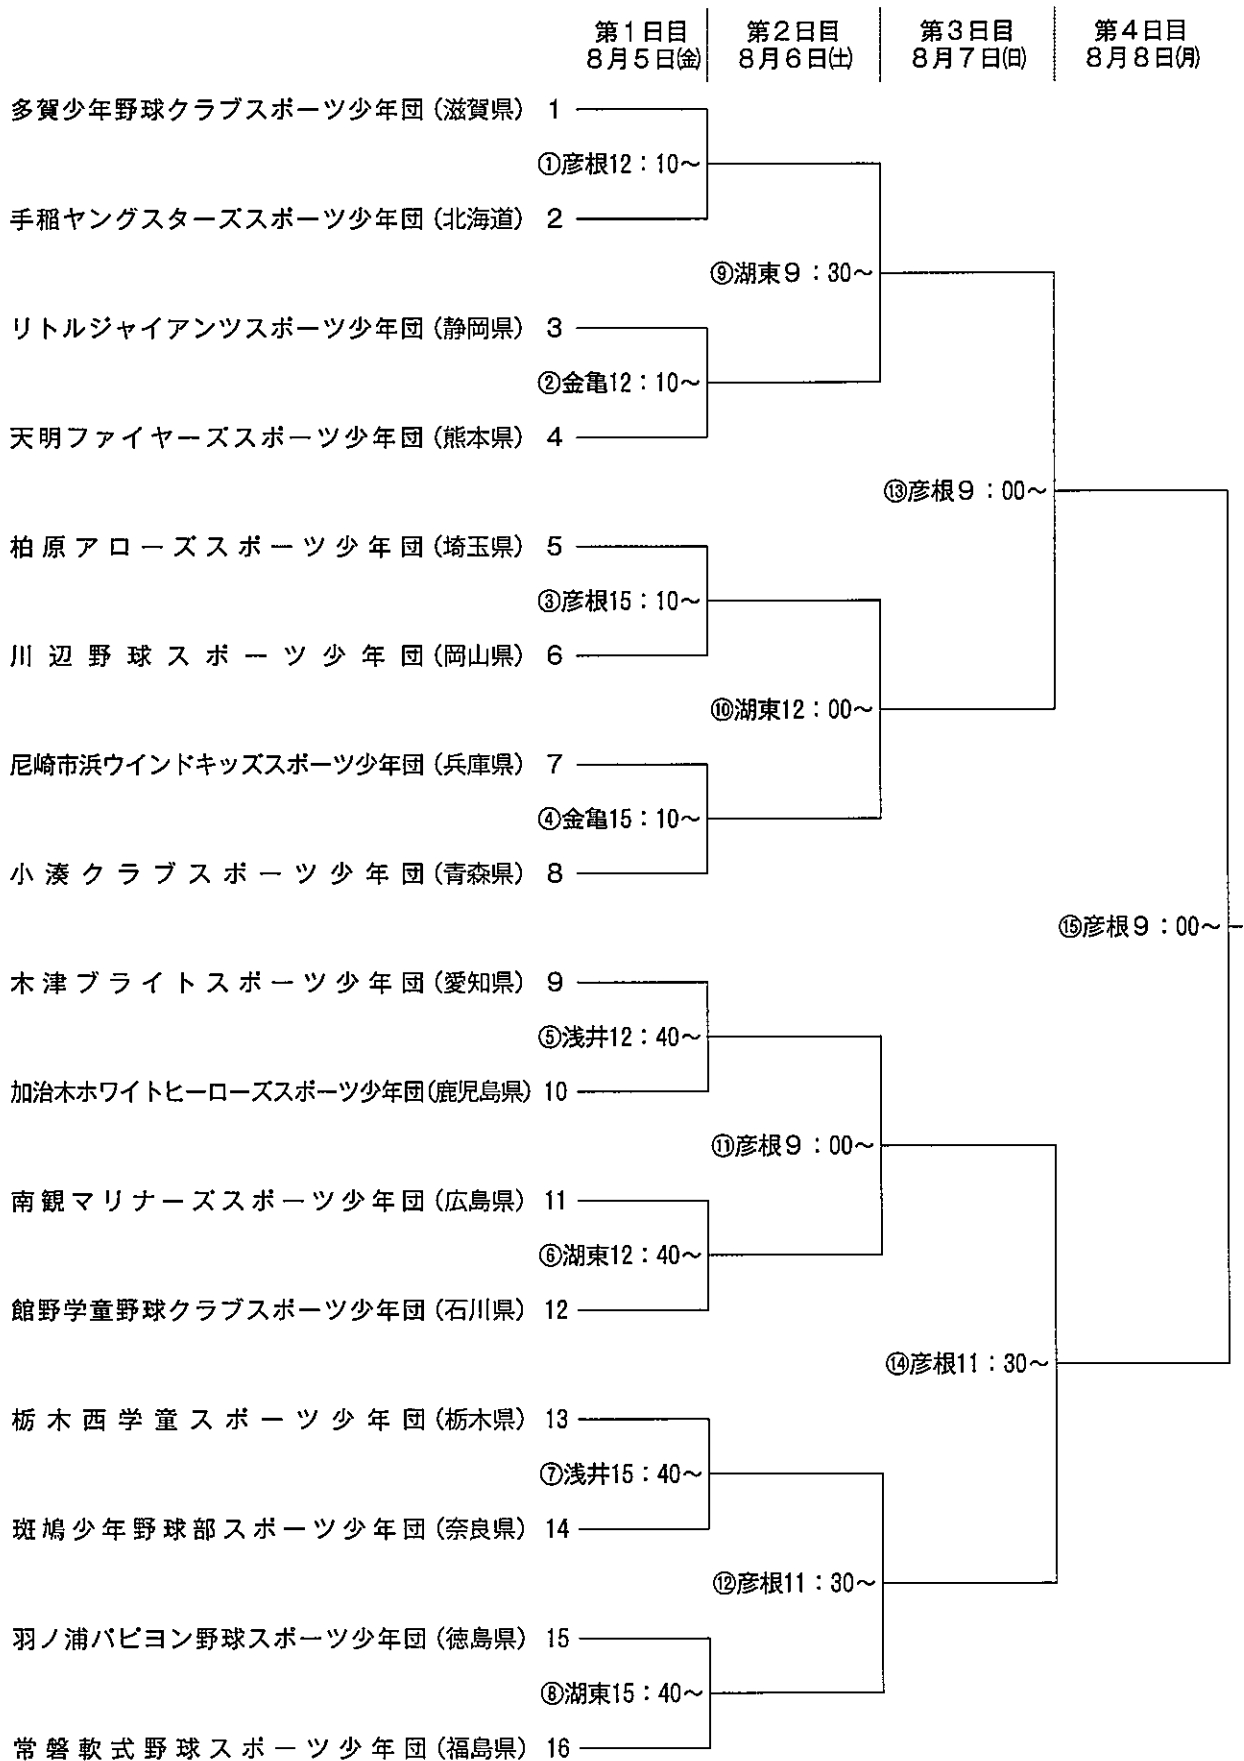 第1日目 第2日目 第3日目 第4日目
8月5日(金) 8月6日(土) 8月7日(日) 8月8日(月)
多賀少年野球クラブスポーツ少年団(滋賀県) 1
①彦根12:10～
手稲ヤングスターズスポーツ少年団(北海道) 2
⑨湖東9:30～
リトルジャイアンツスポーツ少年団(静岡県) 3
②金亀12:10～
天明ファイヤーズスポーツ少年団(熊本県) 4
⑬彦根9:00～
柏原アローズスポーツ少年団(埼玉県) 5
③彦根15:10～
川辺野球スポーツ少年団(岡山県) 6
⑩湖東12:00～
尼崎市浜ウインドキッズスポーツ少年団(兵庫県) 7
④金亀15:10～
小湊クラブスポーツ少年団(青森県) 8
⑮彦根9:00～
木津ブライトスポーツ少年団(愛知県) 9
⑤浅井12:40～
加治木ホワイトヒーローズスポーツ少年団(鹿児島県) 10
⑪彦根9:00～
南観マリナーズスポーツ少年団(広島県) 11
⑥湖東12:40～
館野学童野球クラブスポーツ少年団(石川県) 12
⑭彦根11:30～
栃木西学童スポーツ少年団(栃木県) 13
⑦浅井15:40～
斑鳩少年野球部スポーツ少年団(奈良県) 14
⑫彦根11:30～
羽ノ浦パピヨン野球スポーツ少年団(徳島県) 15
⑧湖東15:40～
常磐軟式野球スポーツ少年団(福島県) 16